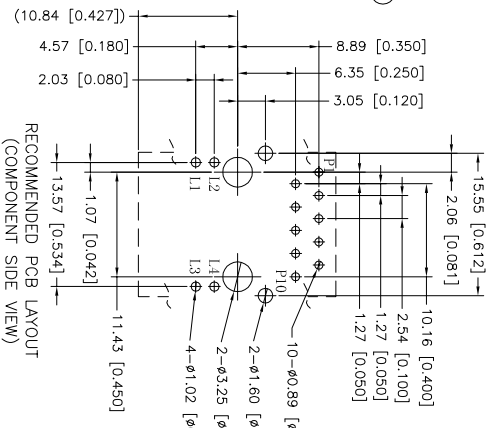 (10.84 [0.427])
4.57 [0.180]
2.03 [0.080]
8.89 [0.350]
6.35 [0.250]
3.05 [0.120]
P1
L1
L2
L3
L4
P10
15.55 [0.612]
2.06 [0.081]
10.16 [0.400]
2.54 [0.100]
1.27 [0.050]
1.27 [0.050]
10-ø0.89 [ø
2-ø1.60 [ø
2-ø3.25 [ø
4-ø1.02 [ø
11.43 [0.450]
1.07 [0.042]
13.57 [0.534]
RECOMMENDED PCB LAYOUT
(COMPONENT SIDE VIEW)